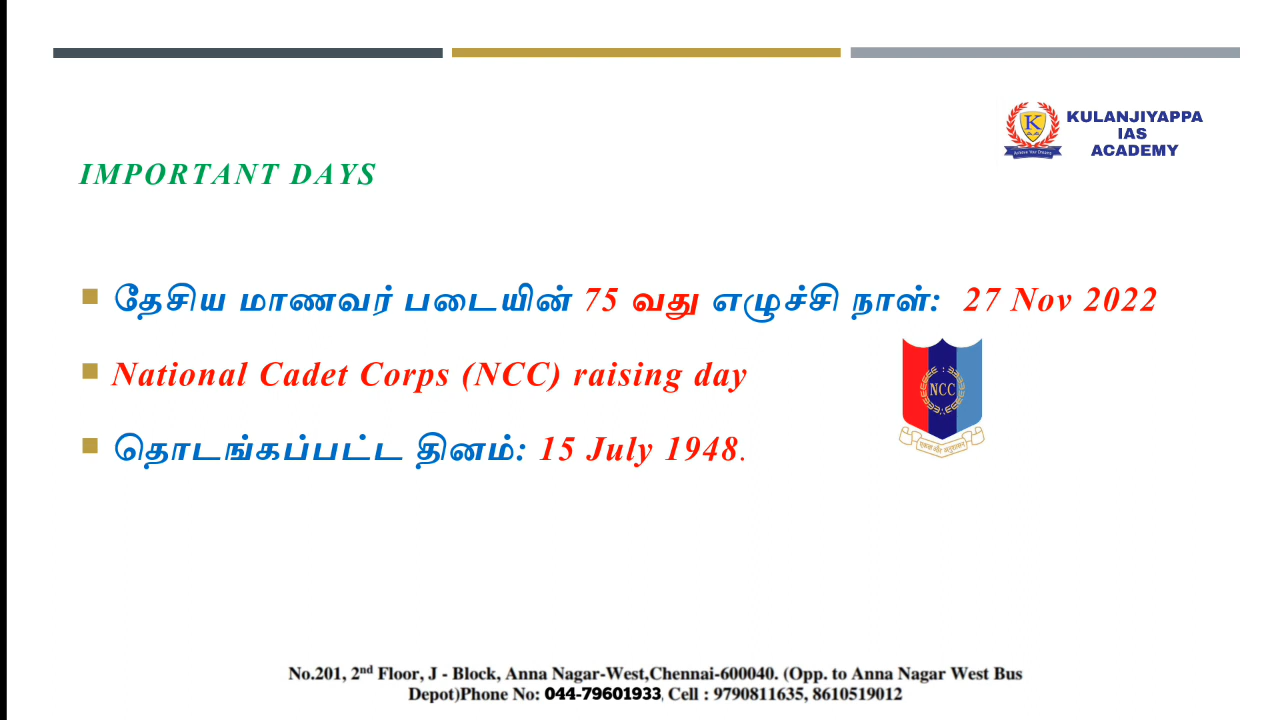 KULANJIYAPPA
IAS
ACADEMY
K
IMPORTANT DAYS
தேசிய மாணவர் படையின் 75 வது எழுச்சி நாள்: 27 Nov 2022
National Cadet Corps (NCC) raising day
NCC
தொடங்கப்பட்ட தினம்: 15 July 1948.
No.201, 2nd Floor, J - Block, Anna Nagar-West,Chennai-600040. (Opp. to Anna Nagar West Bus
Depot)Phone No: 044-79601933, Cell : 9790811635, 8610519012